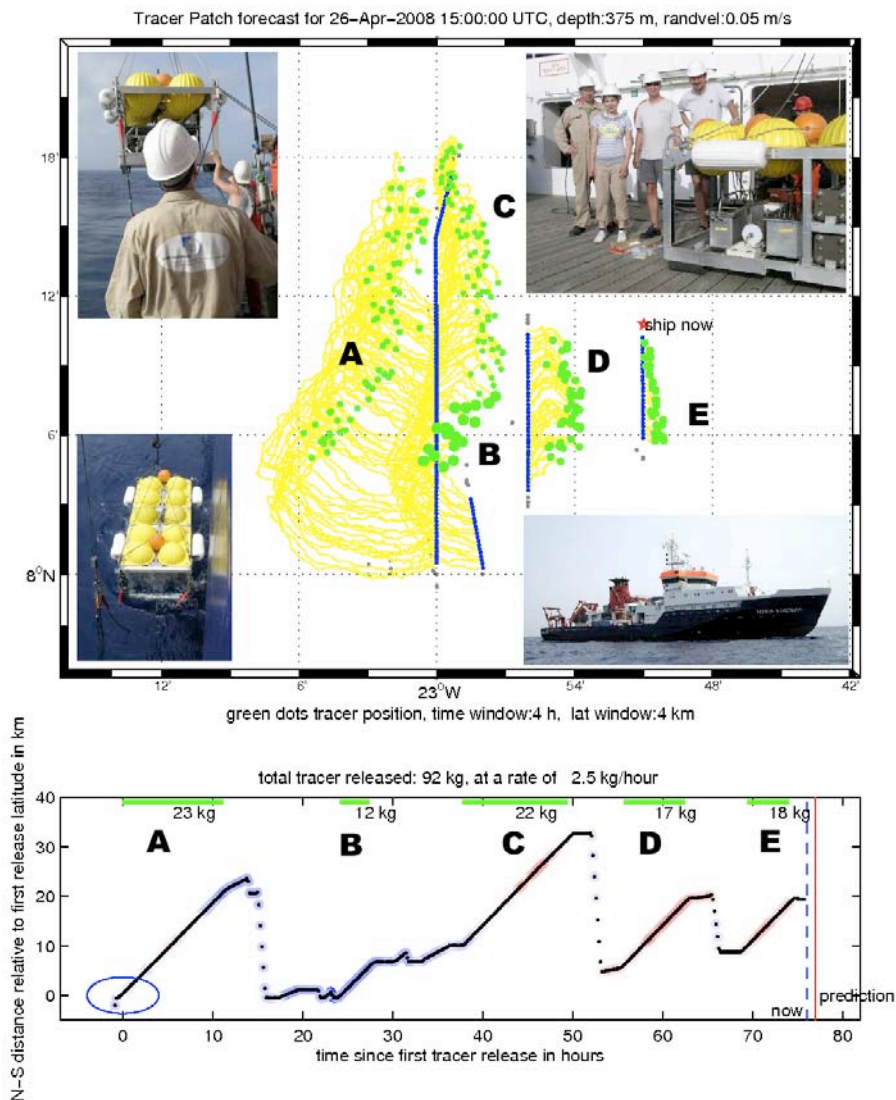 Tracer Patch forecast for 26-Apr-2008 15:00:00 UTC, depth:375 m, randvel:0.05 m/s
18'
C
12'
ship now
A
D
E
6'
B
8°N
12'
6'
23°W
54'
48'
42'
green dots tracer position, time window:4 h, lat window:4 km
total tracer released: 92 kg, at a rate of 2.5 kg/hour
N-S distance relative to first release latitude in km
40
30
20
10
0
23 kg
12 kg
22 kg
17 kg
18 kg
A
B
C
D
E
now
prediction
0
10
20
30
40
50
60
70
80
time since first tracer release in hours